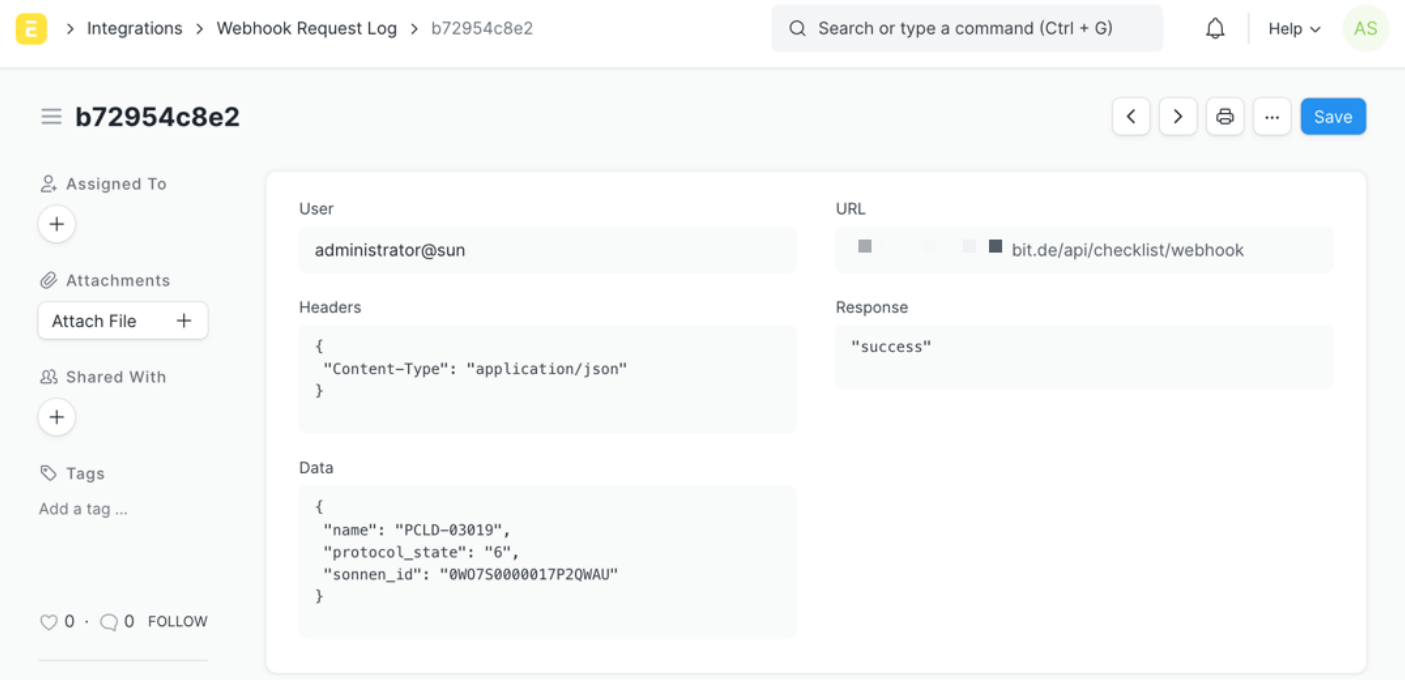 Integrations > Webhook Request Log > b72954c8e2
Search or type a command (Ctrl + G)
Help
AS
b72954c8e2
Save
Assigned To
Attachments
Attach File
Shared With
Tags
Add a tag ...
0 · 0 FOLLOW
User
administrator@sun
URL
bit.de/api/checklist/webhook
Headers
{
"Content-Type": "application/json"
}
Response
"success"
Data
{
"name": "PCLD-03019",
"protocol_state": "6",
"sonnen_id": "0WO7S0000017P2QWAU"
}